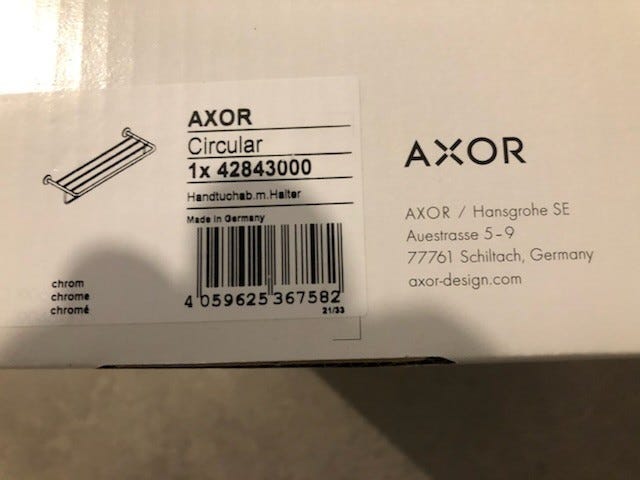 AXOR
Circular
1x 42843000
Handtuchab.m.Halter
Made in Germany
chrom
chrome
chromé
4 059625 367582
21/33
AXOR
AXOR / Hansgrohe SE
Auestrasse 5–9
77761 Schiltach, Germany
axor-design.com